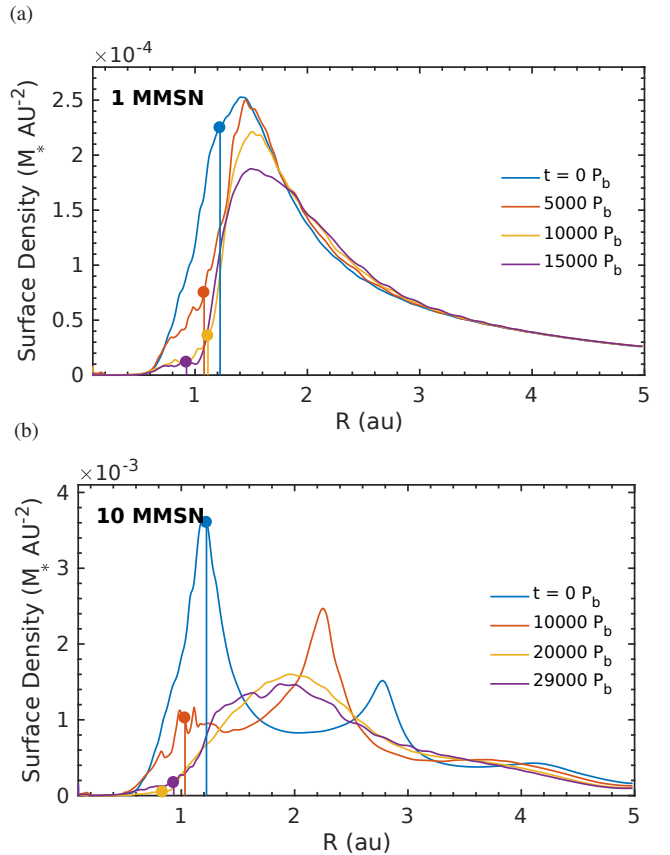 (a)
×10⁻⁴
1 MMSN
Surface Density (M* AU⁻²)
2.5
2
1.5
1
0.5
0
t = 0 P_b
5000 P_b
10000 P_b
15000 P_b
1 2 3 4 5
R (au)
(b)
×10⁻³
10 MMSN
Surface Density (M* AU⁻²)
4
3
2
1
0
t = 0 P_b
10000 P_b
20000 P_b
29000 P_b
1 2 3 4 5
R (au)